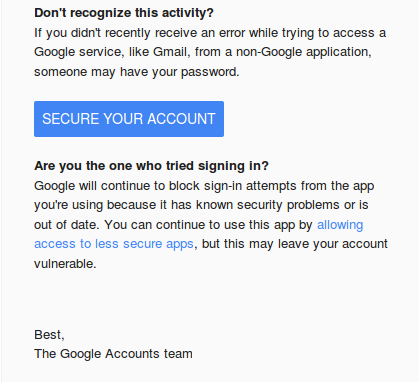 Don't recognize this activity?
If you didn't recently receive an error while trying to access a
Google service, like Gmail, from a non-Google application,
someone may have your password.
SECURE YOUR ACCOUNT
Are you the one who tried signing in?
Google will continue to block sign-in attempts from the app
you're using because it has known security problems or is
out of date. You can continue to use this app by allowing
access to less secure apps, but this may leave your account
vulnerable.
Best,
The Google Accounts team